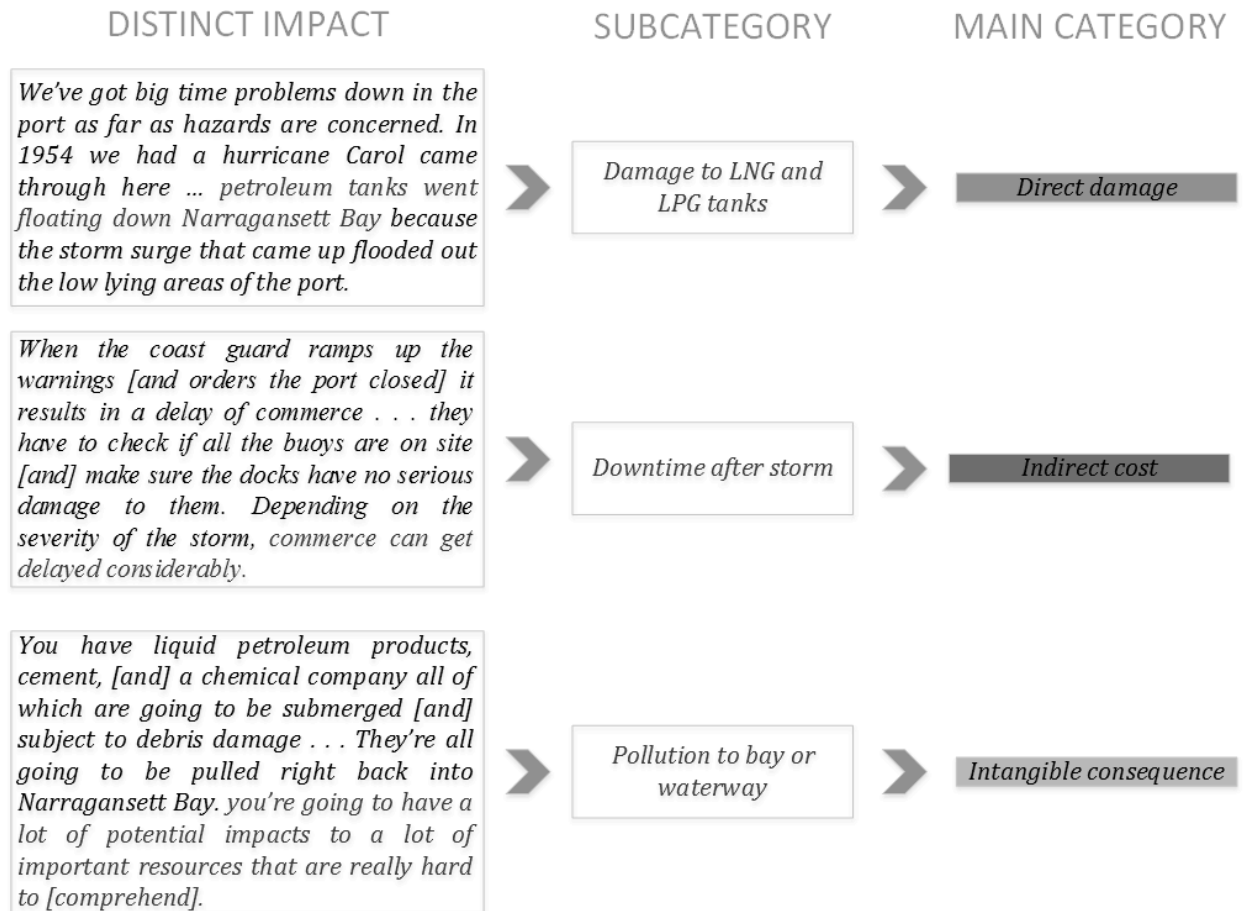 DISTINCT IMPACT
SUBCATEGORY
MAIN CATEGORY
We've got big time problems down in the
port as far as hazards are concerned. In
1954 we had a hurricane Carol came
through here ... petroleum tanks went
floating down Narragansett Bay because
the storm surge that came up flooded out
the low lying areas of the port.
Damage to LNG and
LPG tanks
Direct damage
When the coast guard ramps up the
warnings [and orders the port closed] it
results in a delay of commerce . . . they
have to check if all the buoys are on site
[and] make sure the docks have no serious
damage to them. Depending on the
severity of the storm, commerce can get
delayed considerably.
Downtime after storm
Indirect cost
You have liquid petroleum products,
cement, [and] a chemical company all of
which are going to be submerged [and]
subject to debris damage . . . They're all
going to be pulled right back into
Narragansett Bay. you're going to have a
lot of potential impacts to a lot of
important resources that are really hard
to [comprehend].
Pollution to bay or
waterway
Intangible consequence